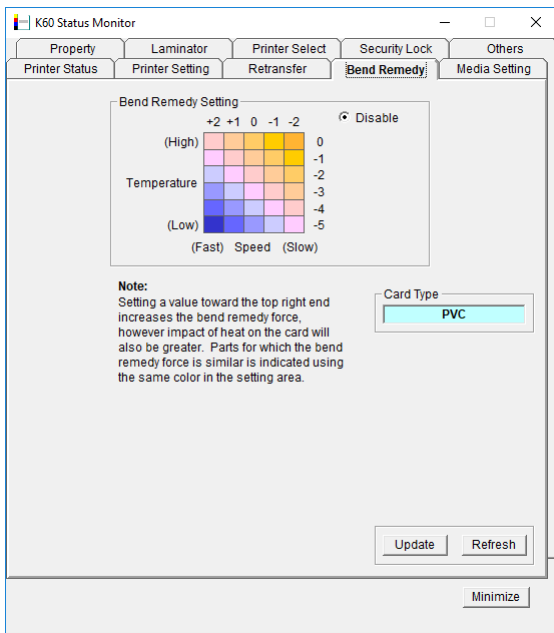 K60 Status Monitor
Property Laminator Printer Select Security Lock Others
Printer Status Printer Setting Retransfer Bend Remedy Media Setting
Bend Remedy Setting
+2 +1 0 -1 -2
Disable
(High) 0
-1
-2
Temperature
-3
-4
(Low) -5
(Fast) Speed (Slow)
Note:
Setting a value toward the top right end
increases the bend remedy force,
however impact of heat on the card will
also be greater. Parts for which the bend
remedy force is similar is indicated using
the same color in the setting area.
Card Type
PVC
Update Refresh
Minimize